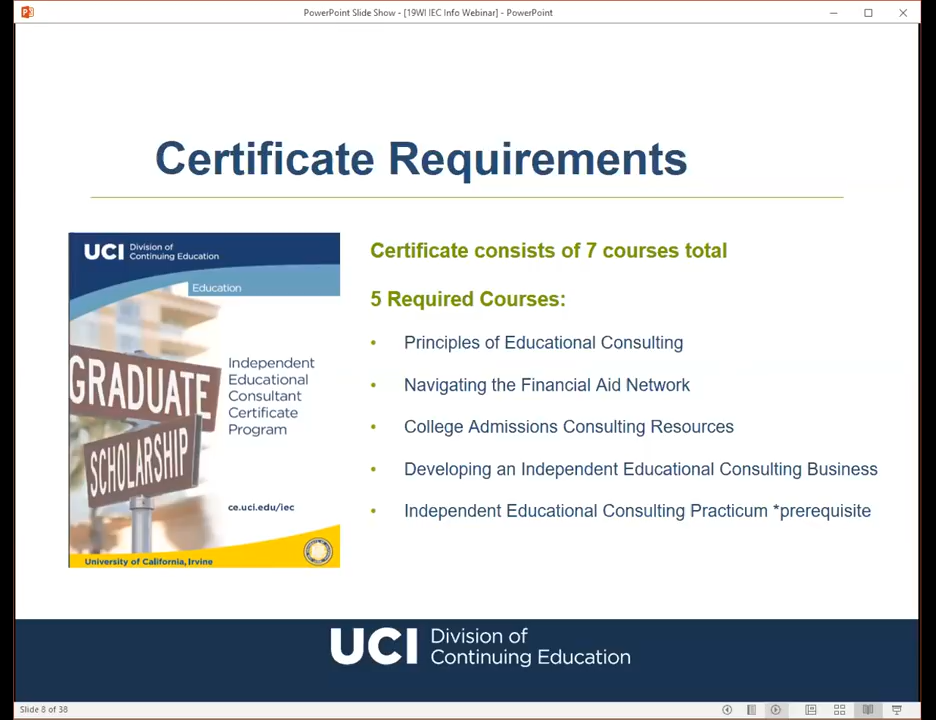 PowerPoint Slide Show - [19WI IEC Info Webinar] - PowerPoint
Certificate Requirements
UCI Division of
Continuing Education
Education
GRADUATE
SCHOLARSHIP
Independent
Educational
Consultant
Certificate
Program
ce.uci.edu/iec
University of California, Irvine
Certificate consists of 7 courses total
5 Required Courses:
• Principles of Educational Consulting
• Navigating the Financial Aid Network
• College Admissions Consulting Resources
• Developing an Independent Educational Consulting Business
• Independent Educational Consulting Practicum *prerequisite
UCI Division of
Continuing Education
Slide 8 of 38